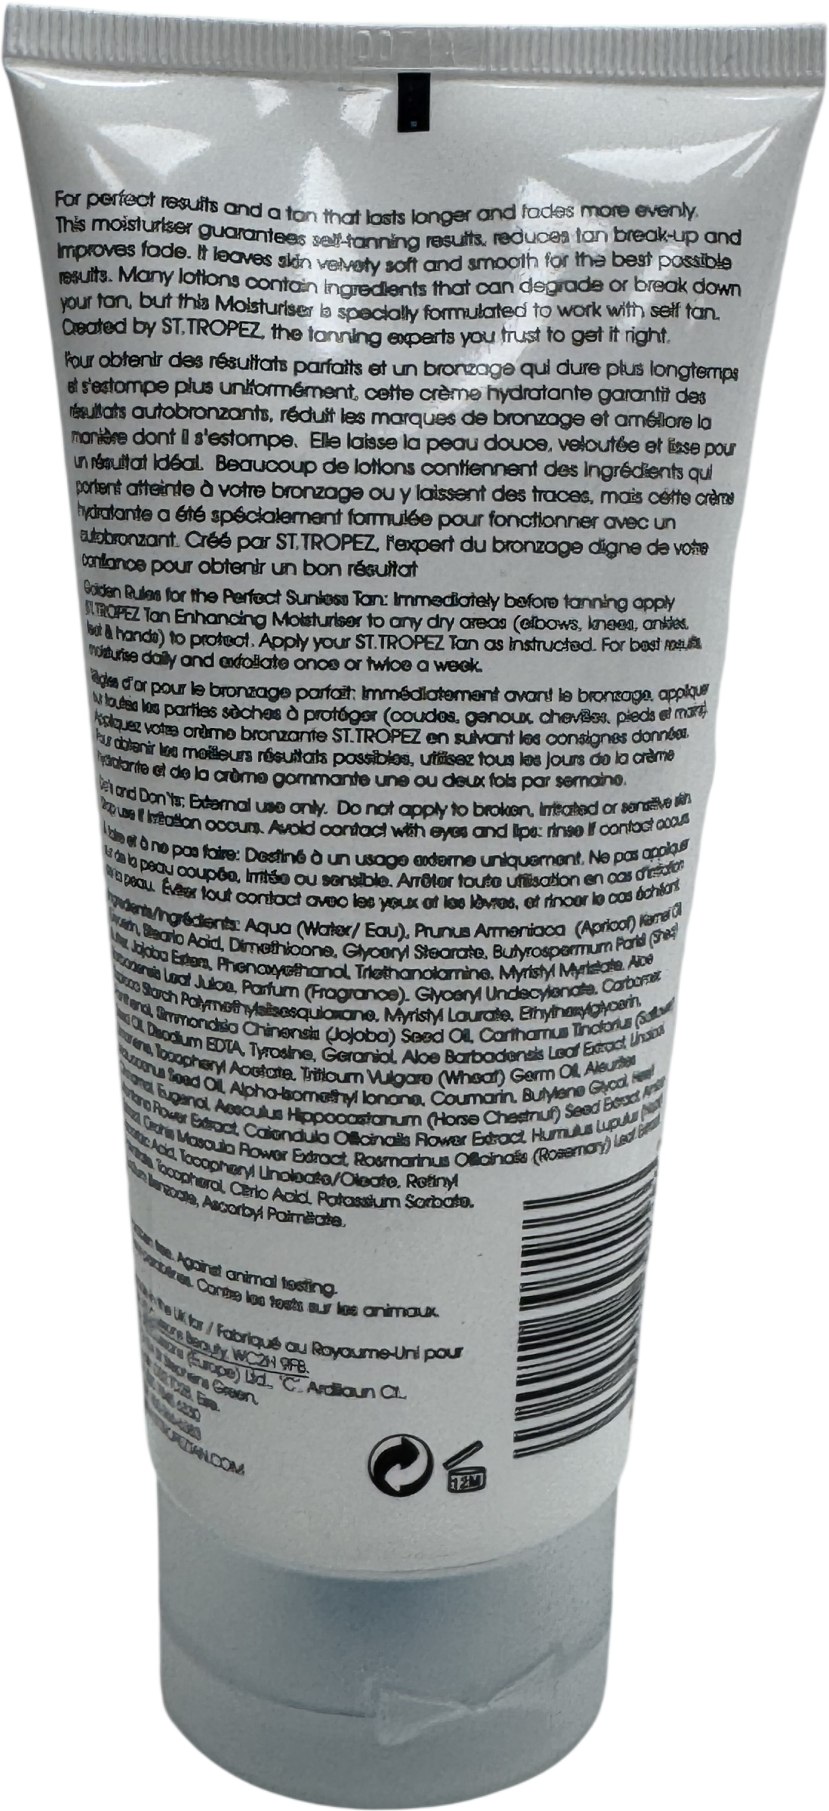 For perfect results and a tan that lasts longer and fades more evenly.
This moisturiser guarantees self-tanning results, reduces tan break-up and
improves fade. It leaves skin velvety soft and smooth for the best possible
results. Many lotions contain ingredients that can degrade or break down
your tan, but this Moisturiser is specially formulated to work with self tan.
Created by ST.TROPEZ, the tanning experts you trust to get it right.
Pour obtenir des résultats parfaits et un bronzage qui dure plus longtemps
et s'estompe plus uniformément, cette crème hydratante garantit des
résultats autobronzants, réduit les marques de bronzage et améliore la
manière dont il s'estompe. Elle laisse la peau douce, veloutée et lisse pour
un résultat idéal. Beaucoup de lotions contiennent des ingrédients qui
portent atteinte à votre bronzage ou y laissent des traces, mais cette crème
hydratante a été spécialement formulée pour fonctionner avec un
autobronzant. Créé par ST.TROPEZ, l'expert du bronzage digne de votre
confiance pour obtenir un bon résultat
Golden Rules for the Perfect Sunless Tan: Immediately before tanning apply
ST.TROPEZ Tan Enhancing Moisturiser to any dry areas (elbows, knees, ankles,
feet & hands) to protect. Apply your ST.TROPEZ Tan as instructed. For best results,
moisturise daily and exfoliate once or twice a week.
Règles d'or pour le bronzage parfait: Immédiatement avant le bronzage, appliquer
sur toutes les parties sèches à protéger (coudes, genoux, chevilles, pieds et mains).
Appliquez votre crème bronzante ST.TROPEZ en suivant les consignes données.
Pour obtenir les meilleurs résultats possibles, utilisez tous les jours de la crème
hydratante et de la crème gommante une ou deux fois par semaine.
and Don'ts: External use only. Do not apply to broken, irritated or sensitive skin
Stop use if irritation occurs. Avoid contact with eyes and lips: rinse if contact occurs
A faire et à ne pas faire: Destiné à un usage externe uniquement. Ne pas appliquer
sur de la peau coupée, irritée ou sensible. Arrêter toute utilisation en cas d'irritation
de la peau. Éviter tout contact avec les yeux et les lèvres, et rincer le cas échéant
Ingredients/Ingrédients: Aqua (Water/ Eau), Prunus Armeniaca (Apricot) Kernel Oil
Stearic Acid, Dimethicone, Glyceryl Stearate, Butyrospermum Parkii (Shea)
Jojoba Esters, Phenoxyethanol, Triethanolamine, Myristyl Myristate, Aloe
Leaf Juice, Parfum (Fragrance), Glyceryl Undecylenate, Carbomer,
Starch Polymethylsilsesquioxane, Myristyl Laurate, Ethylhexylglycerin,
Simmondsia Chinensis (Jojoba) Seed Oil, Carthamus Tinctorius (Safflower)
Oil, Disodium EDTA, Tyrosine, Geraniol, Aloe Barbadensis Leaf Extract,
Tocopheryl Acetate, Triticum Vulgare (Wheat) Germ Oil, Aleurites
Seed Oil, Alpha-Isomethyl Ionone, Coumarin, Butylene Glycol,
Eugenol, Aesculus Hippocastanum (Horse Chestnut) Seed Extract,
Flower Extract, Calendula Officinalis Flower Extract, Humulus Lupulus
Orchis Mascula Flower Extract, Rosmarinus Officinalis (Rosemary) Leaf Extract,
Acid, Tocopheryl Linoleate/Oleate, Retinyl
Tocopherol, Citric Acid, Potassium Sorbate,
Benzoate, Ascorbyl Palmitate.
free. Against animal testing.
Contre les tests sur les animaux.
in the UK for / Fabriqué au Royaume-Uni pour
Beauty, WC2H 9FB.
(Europe) Ltd., 'C', Ardilaun Ct.,
Stephens Green,
12M